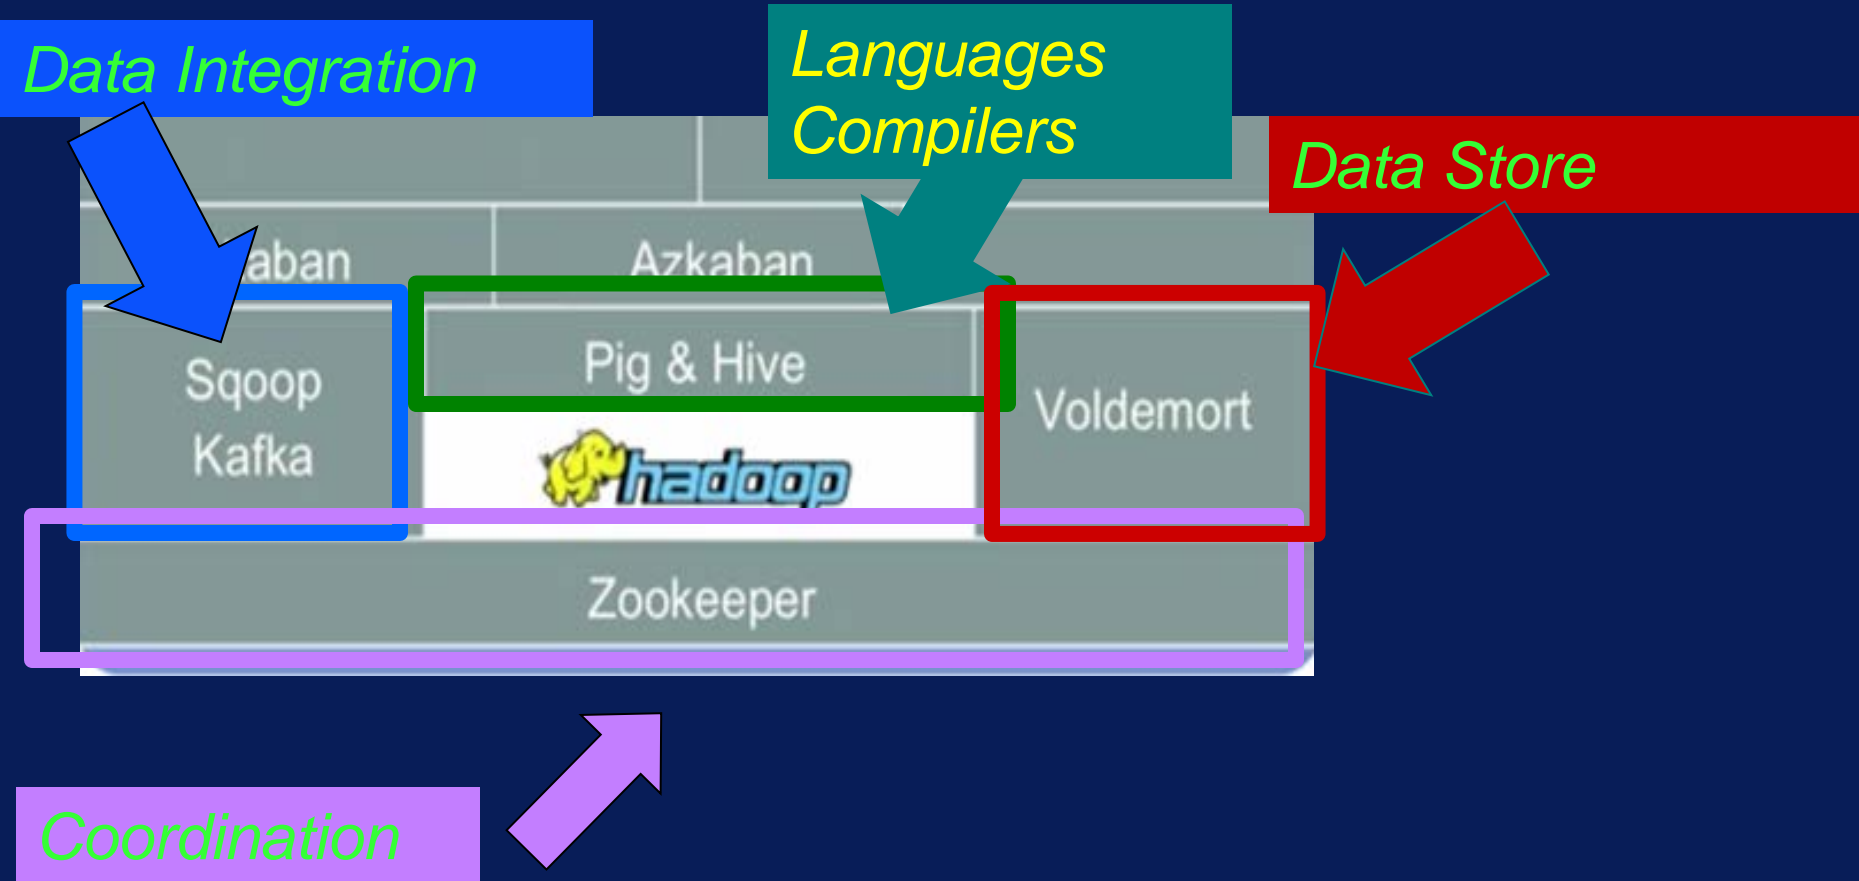 Data Integration
Languages
Compilers
Data Store
aban
Azkaban
Pig & Hive
Sqoop
Kafka
Voldemort
hadoop
Zookeeper
Coordination